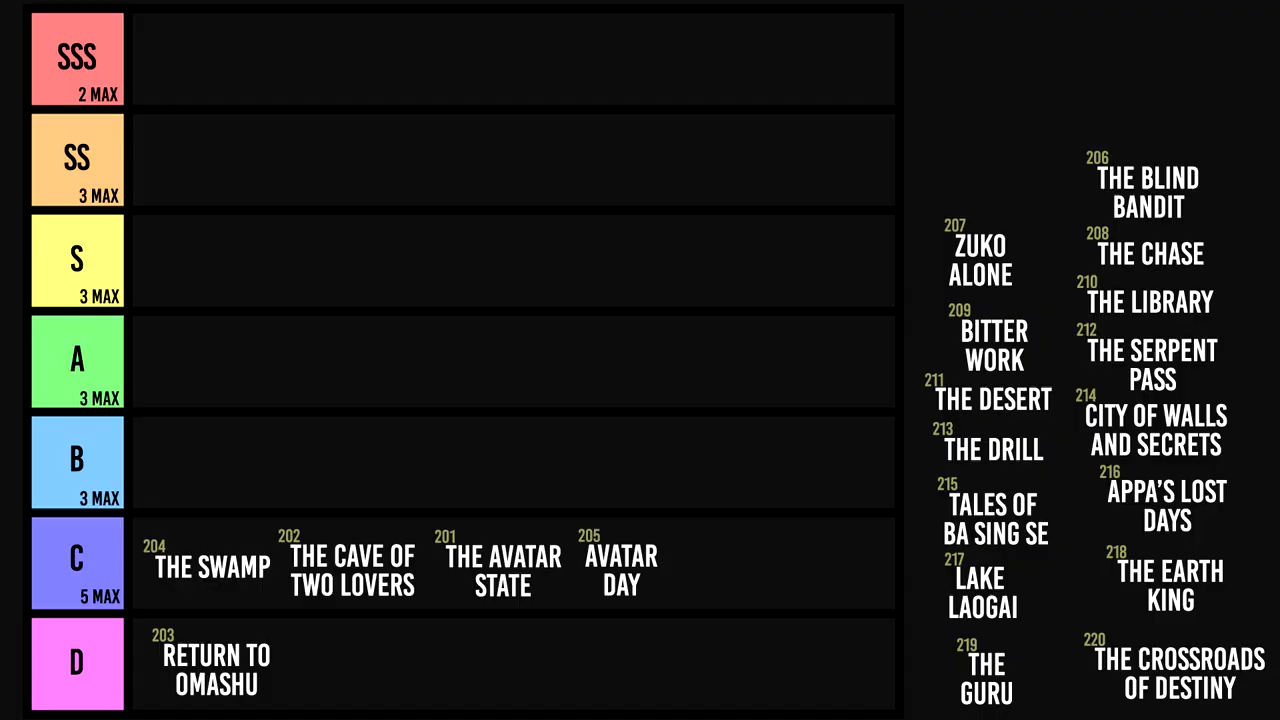 SSS
2 MAX
SS
3 MAX
S
3 MAX
A
3 MAX
B
3 MAX
C
5 MAX
204
THE SWAMP
202
THE CAVE OF
TWO LOVERS
201
THE AVATAR
STATE
205
AVATAR
DAY
D
203
RETURN TO
OMASHU
207
ZUKO
ALONE
209
BITTER
WORK
211
THE DESERT
213
THE DRILL
215
TALES OF
BA SING SE
217
LAKE
LAOGAI
219
THE
GURU
206
THE BLIND
BANDIT
208
THE CHASE
210
THE LIBRARY
212
THE SERPENT
PASS
214
CITY OF WALLS
AND SECRETS
216
APPA'S LOST
DAYS
218
THE EARTH
KING
220
THE CROSSROADS
OF DESTINY